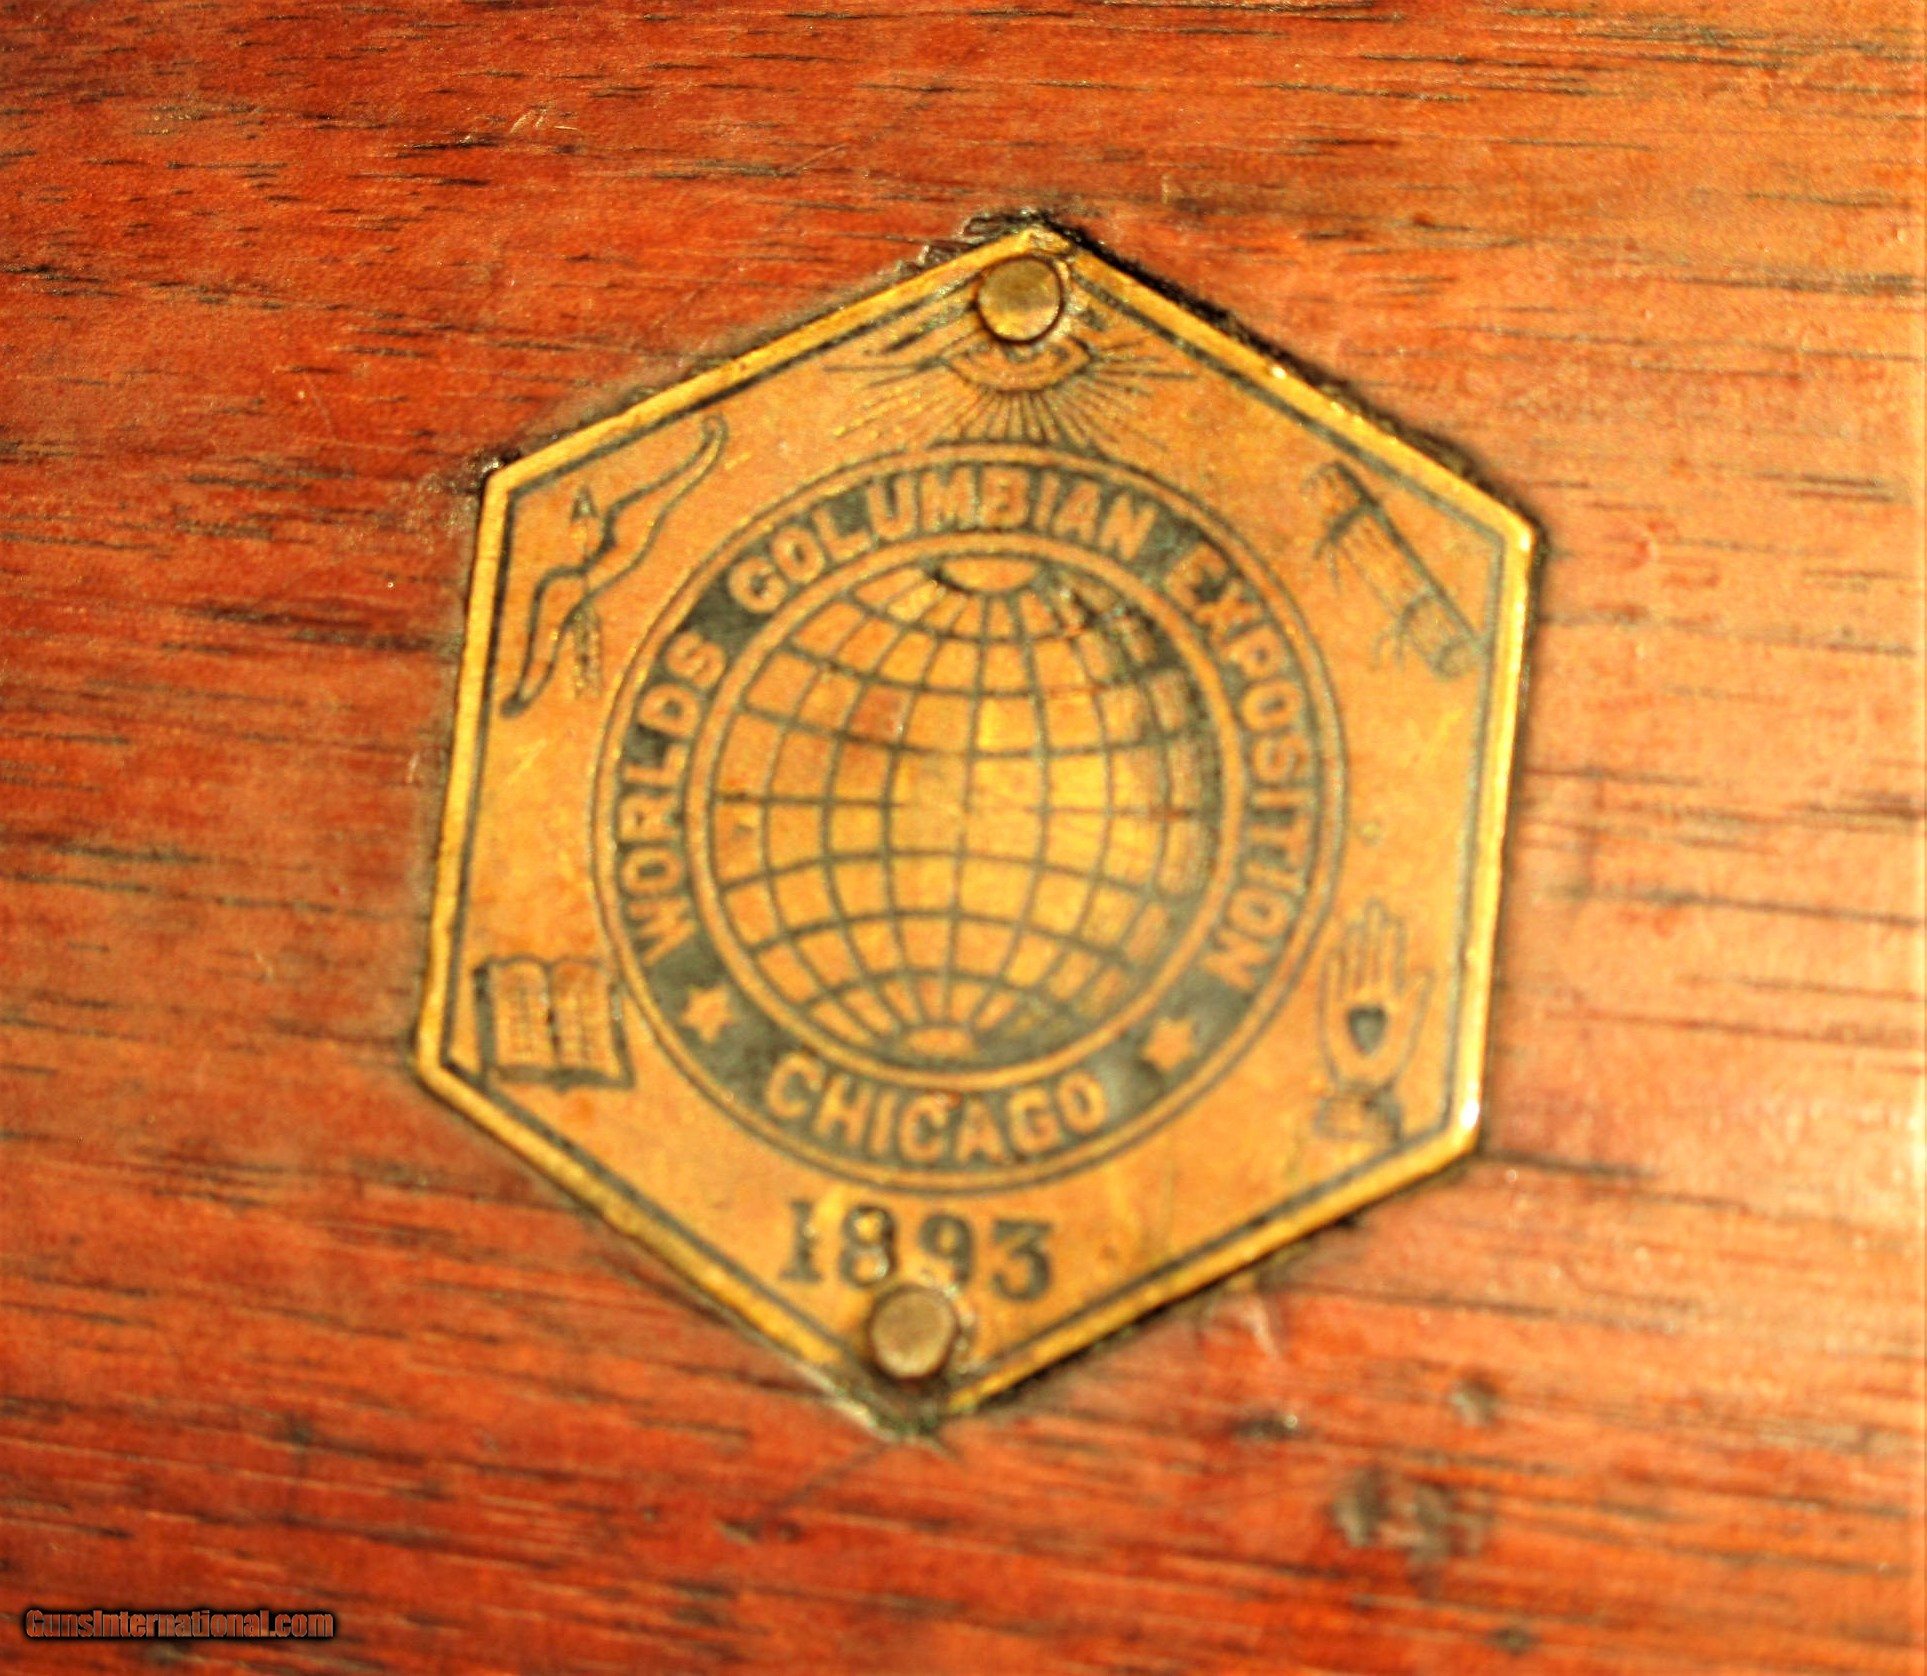 WORLDS COLUMBIAN EXPOSITION
CHICAGO
1893
GunsInternational.com